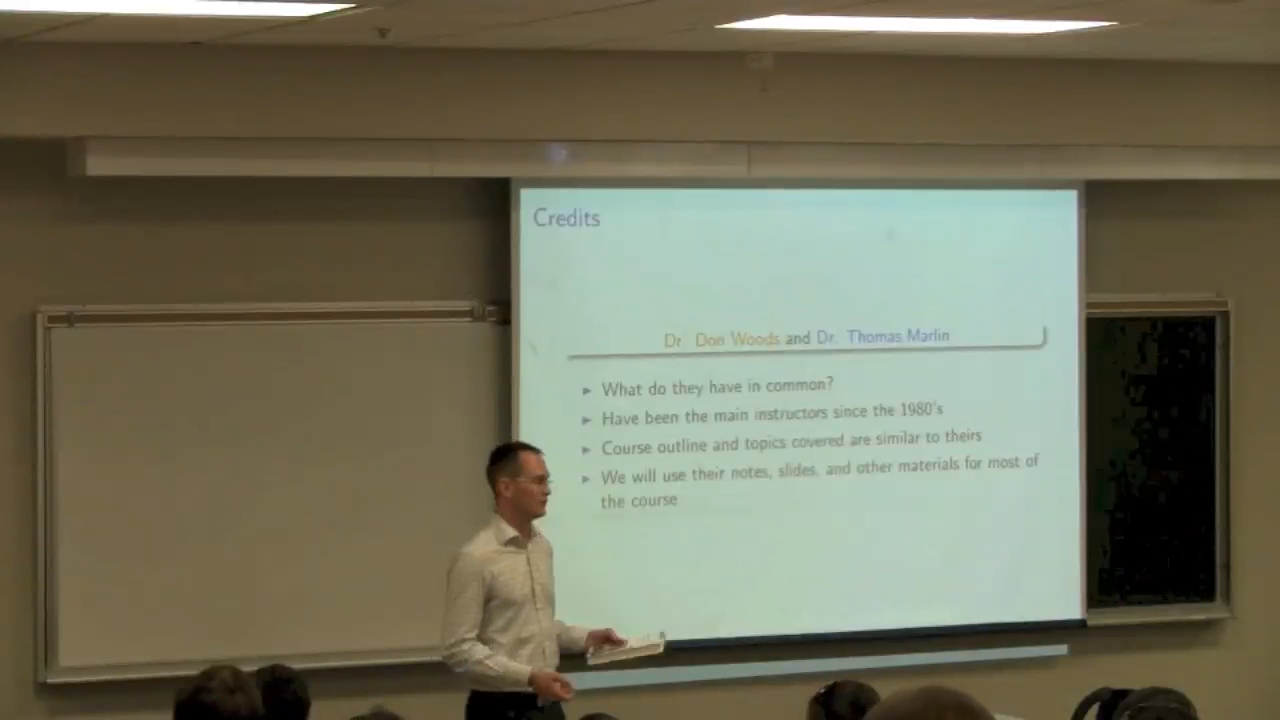 Credits
Dr. Don Woods and Dr. Thomas Marlin
► What do they have in common?
► Have been the main instructors since the 1980's
► Course outline and topics covered are similar to theirs
► We will use their notes, slides, and other materials for most of
the course